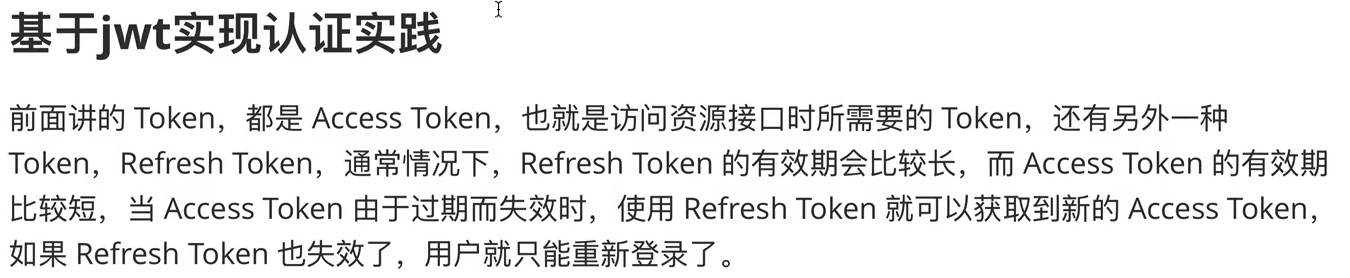 基于jwt实现认证实践
前面讲的 Token，都是 Access Token，也就是访问资源接口时所需要的 Token，还有另外一种
Token，Refresh Token，通常情况下，Refresh Token 的有效期会比较长，而 Access Token 的有效期
比较短，当 Access Token 由于过期而失效时，使用 Refresh Token 就可以获取到新的 Access Token，
如果 Refresh Token 也失效了，用户就只能重新登录了。